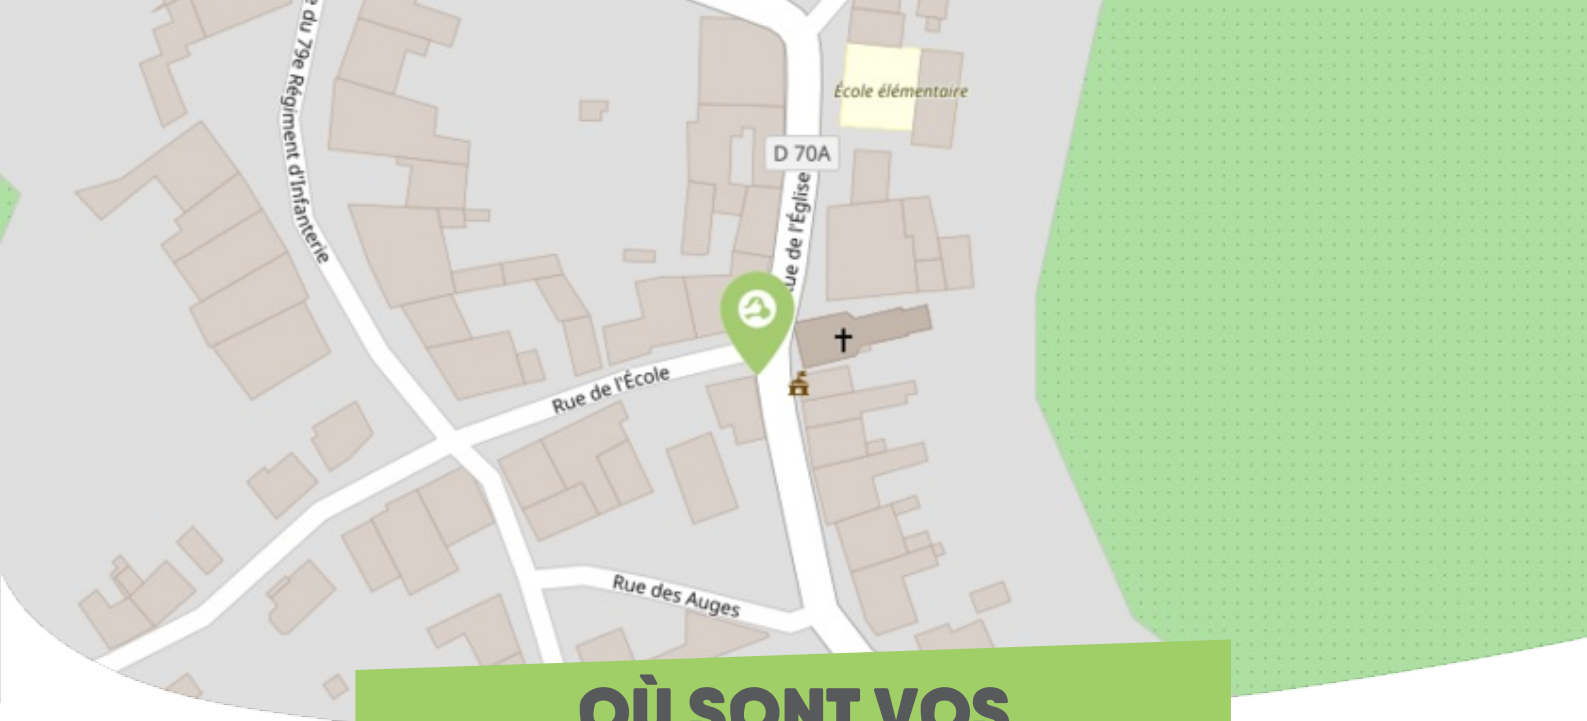 e du 79e Régiment d'Infanterie
École élémentaire
D 70A
ue de l'Église
Rue de l'École
Rue des Auges
OÙ SONT VOS